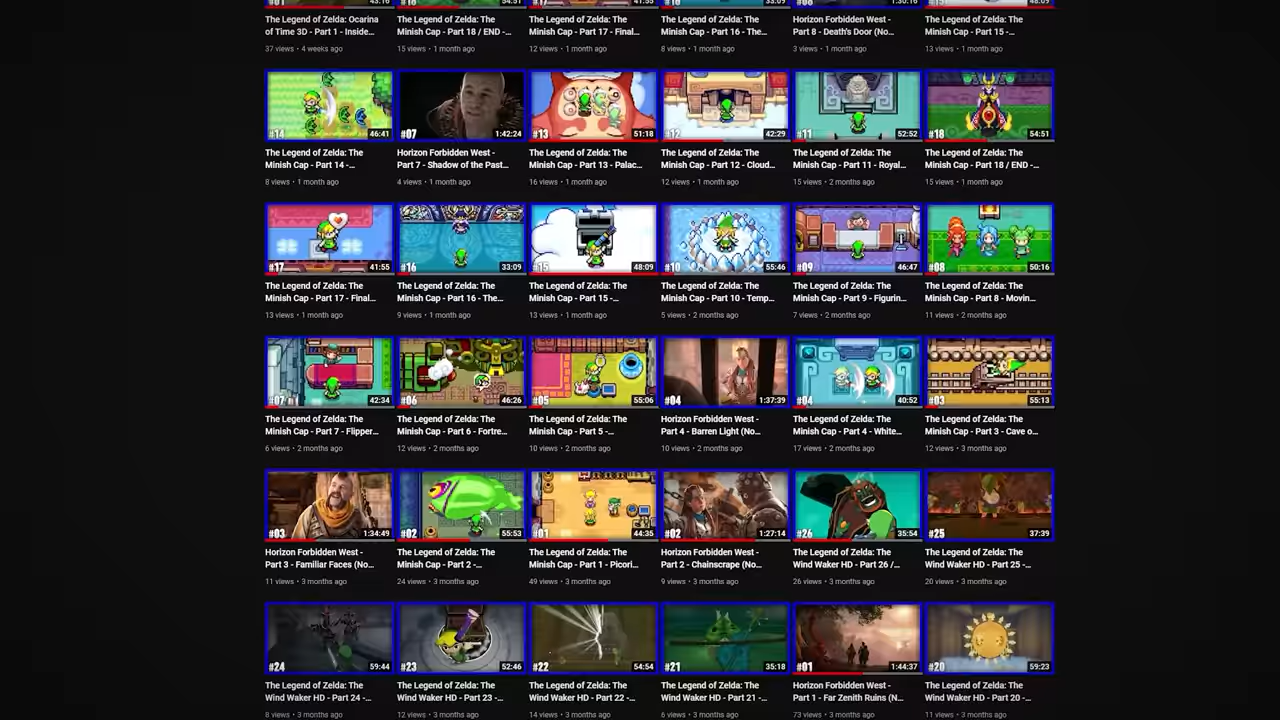 43:16
54:51
41:55
33:09
1:30:16
48:09
The Legend of Zelda: Ocarina
of Time 3D - Part 1 - Inside...
37 views • 4 weeks ago
The Legend of Zelda: The
Minish Cap - Part 18 / END -...
15 views • 1 month ago
The Legend of Zelda: The
Minish Cap - Part 17 - Final...
12 views • 1 month ago
The Legend of Zelda: The
Minish Cap - Part 16 - The...
8 views • 1 month ago
Horizon Forbidden West -
Part 8 - Death's Door (No...
3 views • 1 month ago
The Legend of Zelda: The
Minish Cap - Part 15 -...
13 views • 1 month ago
#14
46:41
#07
1:42:24
#13
51:18
#12
42:29
#11
52:52
#18
54:51
The Legend of Zelda: The
Minish Cap - Part 14 -...
8 views • 1 month ago
Horizon Forbidden West -
Part 7 - Shadow of the Past...
4 views • 1 month ago
The Legend of Zelda: The
Minish Cap - Part 13 - Palac...
16 views • 1 month ago
The Legend of Zelda: The
Minish Cap - Part 12 - Cloud...
12 views • 1 month ago
The Legend of Zelda: The
Minish Cap - Part 11 - Royal...
15 views • 2 months ago
The Legend of Zelda: The
Minish Cap - Part 18 / END -...
15 views • 1 month ago
#17
41:55
#16
33:09
#15
48:09
#10
55:46
#09
46:47
#08
50:16
The Legend of Zelda: The
Minish Cap - Part 17 - Final...
13 views • 1 month ago
The Legend of Zelda: The
Minish Cap - Part 16 - The...
9 views • 1 month ago
The Legend of Zelda: The
Minish Cap - Part 15 -...
13 views • 1 month ago
The Legend of Zelda: The
Minish Cap - Part 10 - Temp...
5 views • 2 months ago
The Legend of Zelda: The
Minish Cap - Part 9 - Figurin...
7 views • 2 months ago
The Legend of Zelda: The
Minish Cap - Part 8 - Movin...
11 views • 2 months ago
#07
42:34
#06
46:26
#05
55:06
#04
1:37:39
#04
40:52
#03
55:13
The Legend of Zelda: The
Minish Cap - Part 7 - Flipper...
6 views • 2 months ago
The Legend of Zelda: The
Minish Cap - Part 6 - Fortre...
12 views • 2 months ago
The Legend of Zelda: The
Minish Cap - Part 5 -...
10 views • 2 months ago
Horizon Forbidden West -
Part 4 - Barren Light (No...
10 views • 2 months ago
The Legend of Zelda: The
Minish Cap - Part 4 - White...
17 views • 2 months ago
The Legend of Zelda: The
Minish Cap - Part 3 - Cave o...
12 views • 3 months ago
#03
1:34:49
#02
55:53
#01
44:35
#02
1:27:14
#26
35:54
#25
37:39
Horizon Forbidden West -
Part 3 - Familiar Faces (No...
11 views • 3 months ago
The Legend of Zelda: The
Minish Cap - Part 2 -...
24 views • 3 months ago
The Legend of Zelda: The
Minish Cap - Part 1 - Picori...
49 views • 3 months ago
Horizon Forbidden West -
Part 2 - Chainscrape (No...
9 views • 3 months ago
The Legend of Zelda: The
Wind Waker HD - Part 26 /...
26 views • 3 months ago
The Legend of Zelda: The
Wind Waker HD - Part 25 -...
20 views • 3 months ago
#24
59:44
#23
52:46
#22
54:54
#21
35:18
#01
1:44:37
#20
59:23
The Legend of Zelda: The
Wind Waker HD - Part 24 -...
8 views • 3 months ago
The Legend of Zelda: The
Wind Waker HD - Part 23 -...
12 views • 3 months ago
The Legend of Zelda: The
Wind Waker HD - Part 22 -...
14 views • 3 months ago
The Legend of Zelda: The
Wind Waker HD - Part 21 -...
6 views • 3 months ago
Horizon Forbidden West -
Part 1 - Far Zenith Ruins (N...
73 views • 3 months ago
The Legend of Zelda: The
Wind Waker HD - Part 20 -...
11 views • 3 months ago